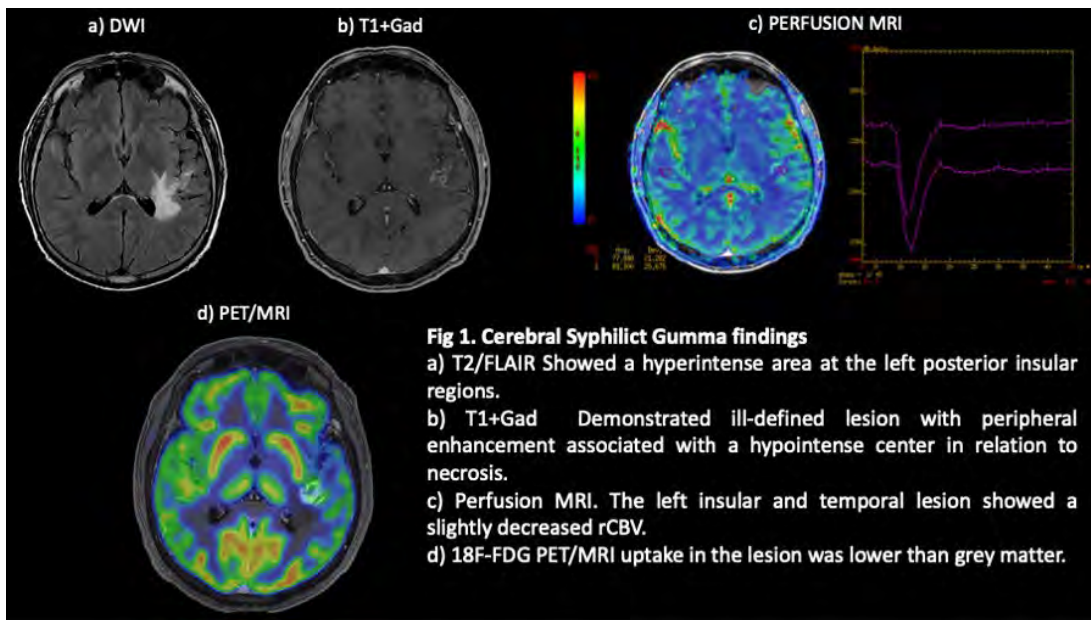 a) DWI
b) T1+Gad
c) PERFUSION MRI
d) PET/MRI
Fig 1. Cerebral Syphilict Gumma findings
a) T2/FLAIR Showed a hyperintense area at the left posterior insular
regions.
b) T1+Gad Demonstrated ill-defined lesion with peripheral
enhancement associated with a hypointense center in relation to
necrosis.
c) Perfusion MRI. The left insular and temporal lesion showed a
slightly decreased rCBV.
d) 18F-FDG PET/MRI uptake in the lesion was lower than grey matter.